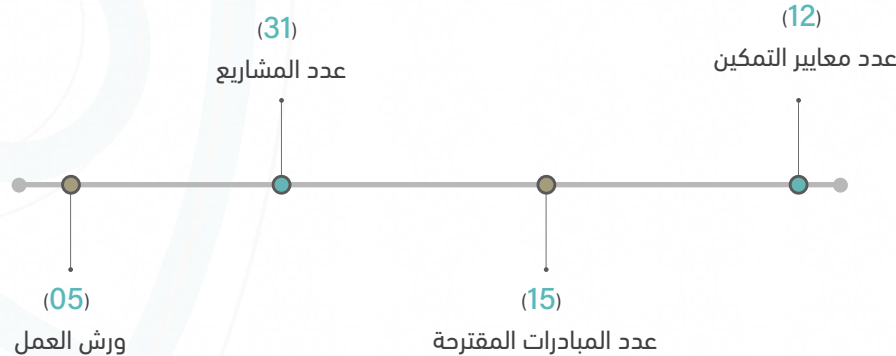 (12)
عدد معايير التمكين
(15)
عدد المبادرات المقترحة
(31)
عدد المشاريع
(05)
ورش العمل